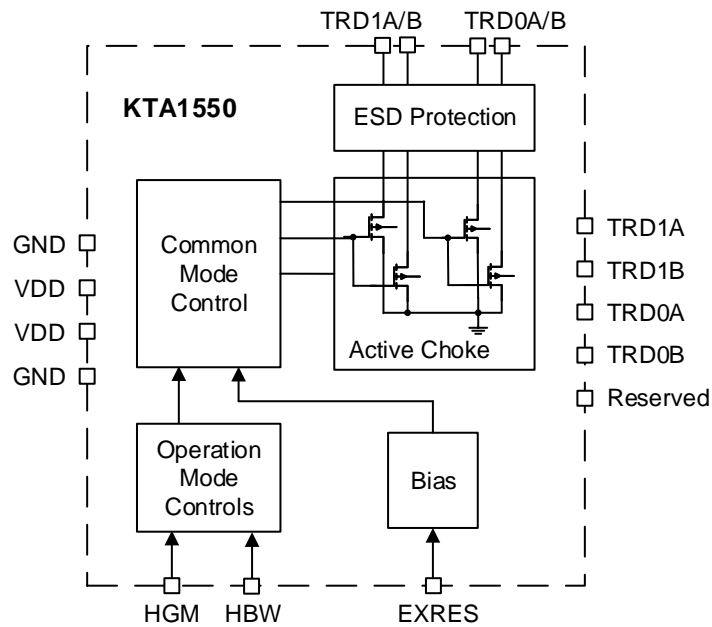 TRD1A/B
TRD0A/B
KTA1550
ESD Protection
Common
Mode
Control
Active Choke
GND
VDD
VDD
GND
TRD1A
TRD1B
TRD0A
TRD0B
Reserved
Operation
Mode
Controls
Bias
HGM
HBW
EXRES